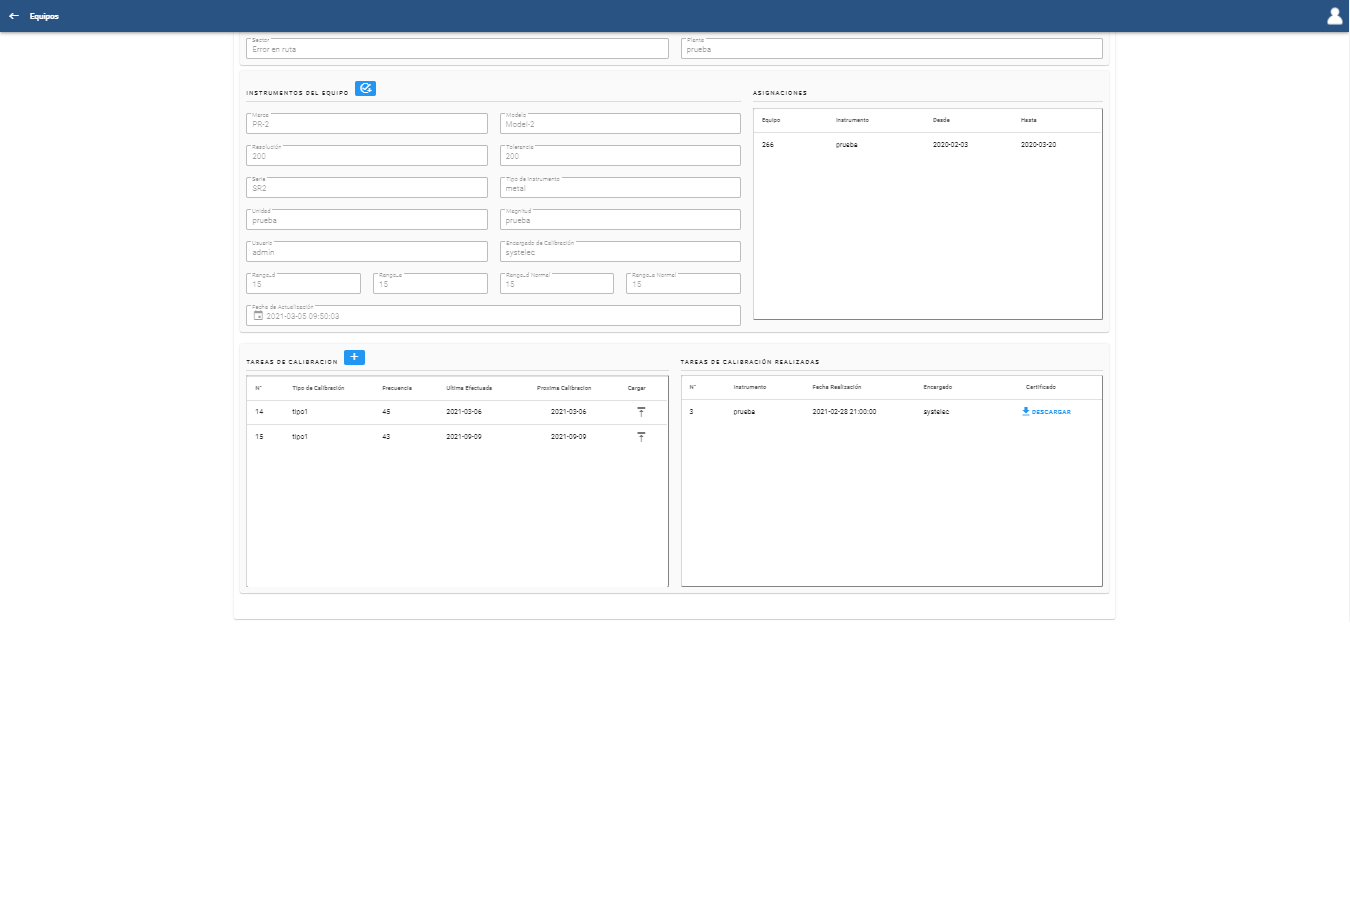 Equipos
Sector
Error en ruta
Planta
prueba
INSTRUMENTOS DEL EQUIPO
Marca
PR-2
Modelo
Model-2
Resolución
200
Tolerancia
200
Serie
SR2
Tipo de Instrumento
metal
Unidad
prueba
Magnitud
prueba
Usuario
admin
Encargado de Calibración
systelec
Rango_d
15
Rango_a
15
Rango_d Normal
15
Rango_a Normal
15
Fecha de Actualización
2021-03-05 09:50:03
ASIGNACIONES
Equipo Instrumento Desde Hasta
266 prueba 2020-02-03 2020-03-20
TAREAS DE CALIBRACION
N° Tipo de Calibración Frecuencia Ultima Efectuada Proxima Calibracion Cargar
14 tipo1 45 2021-03-06 2021-03-06
15 tipo1 43 2021-09-09 2021-09-09
TAREAS DE CALIBRACIÓN REALIZADAS
N° Instrumento Fecha Realización Encargado Certificado
3 prueba 2021-02-28 21:00:00 systelec DESCARGAR